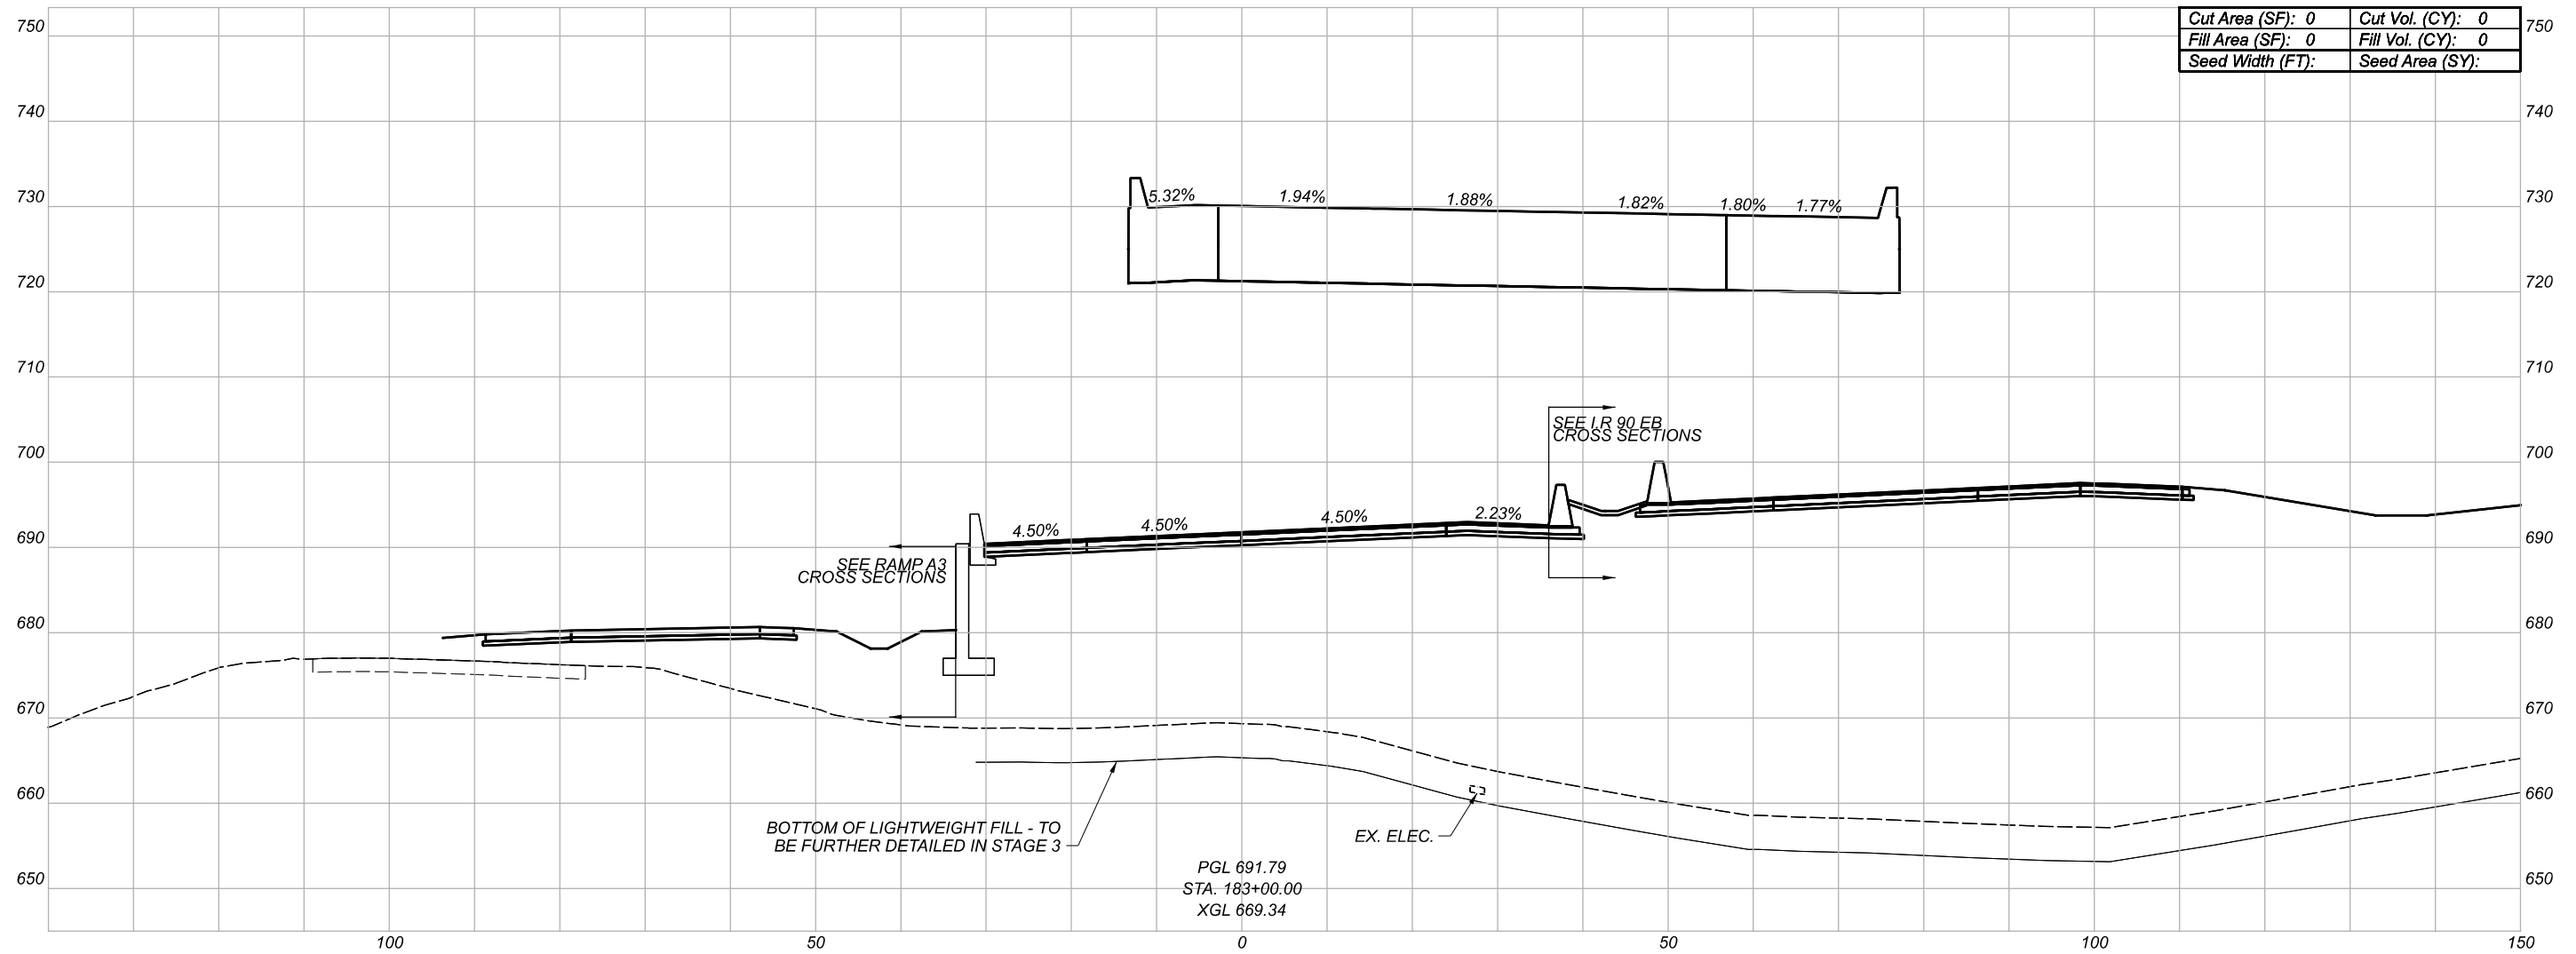 Cut Area (SF): 0 Cut Vol. (CY): 0
Fill Area (SF): 0 Fill Vol. (CY): 0
Seed Width (FT): Seed Area (SY):
750 750
740 740
730 730
5.32% 1.94% 1.88% 1.82% 1.80% 1.77%
720 720
710 710
SEE I.R 90 EB
CROSS SECTIONS
700 700
4.50% 4.50% 4.50% 2.23%
690 690
SEE RAMP A3
CROSS SECTIONS
680 680
670 670
660 660
BOTTOM OF LIGHTWEIGHT FILL - TO
BE FURTHER DETAILED IN STAGE 3
EX. ELEC.
PGL 691.79
650 650
STA. 183+00.00
XGL 669.34
100 50 0 50 100 150